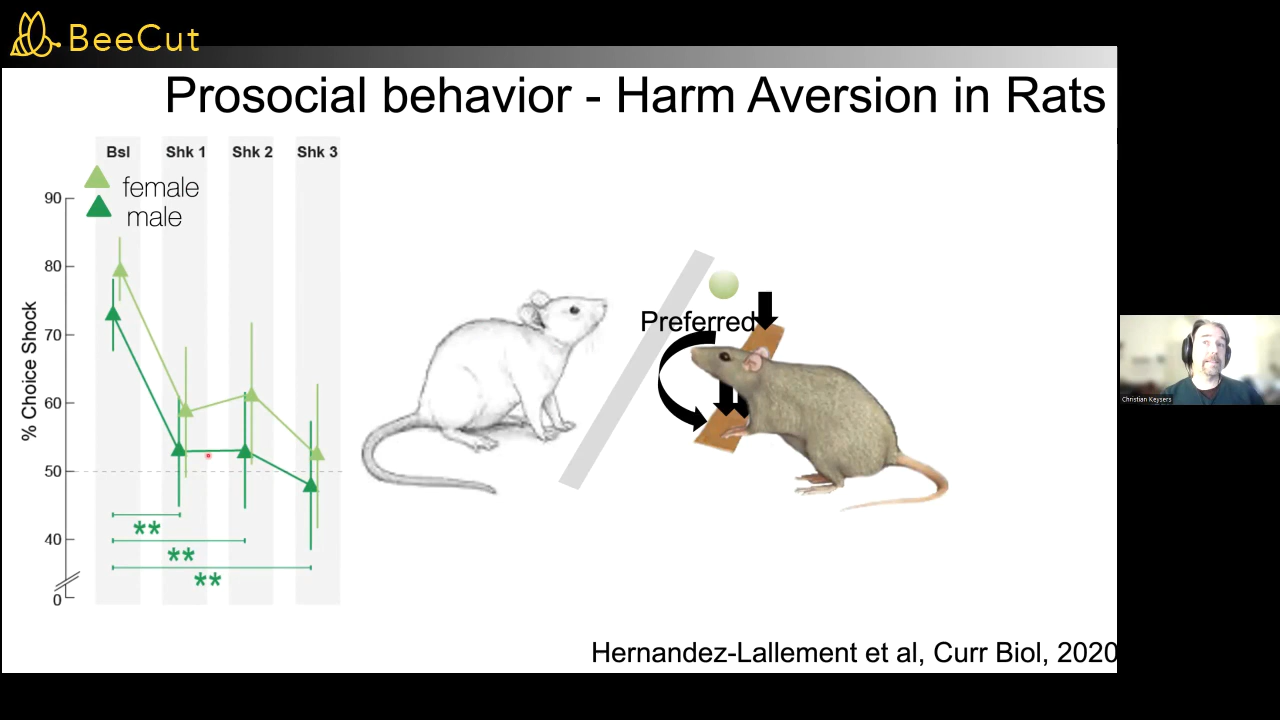 BeeCut
Prosocial behavior - Harm Aversion in Rats
Bsl Shk 1 Shk 2 Shk 3
female
male
% Choice Shock
90
80
70
60
50
40
0
**
**
**
Preferred
Hernandez-Lallement et al, Curr Biol, 2020
Christian Keysers